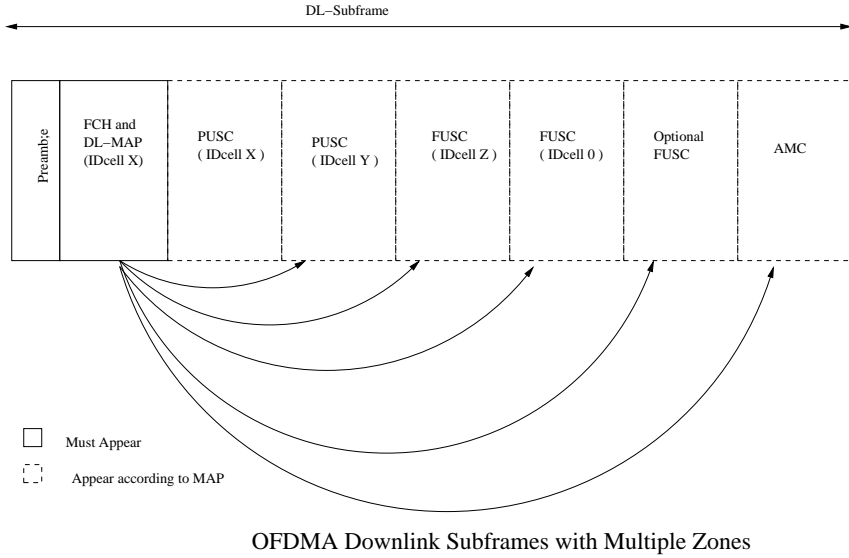 DL-Subframe
Preamb;e
FCH and
DL-MAP
(IDcell X)
PUSC
( IDcell X )
PUSC
( IDcell Y )
FUSC
( IDcell Z )
FUSC
( IDcell 0 )
Optional
FUSC
AMC
Must Appear
Appear according to MAP
OFDMA Downlink Subframes with Multiple Zones